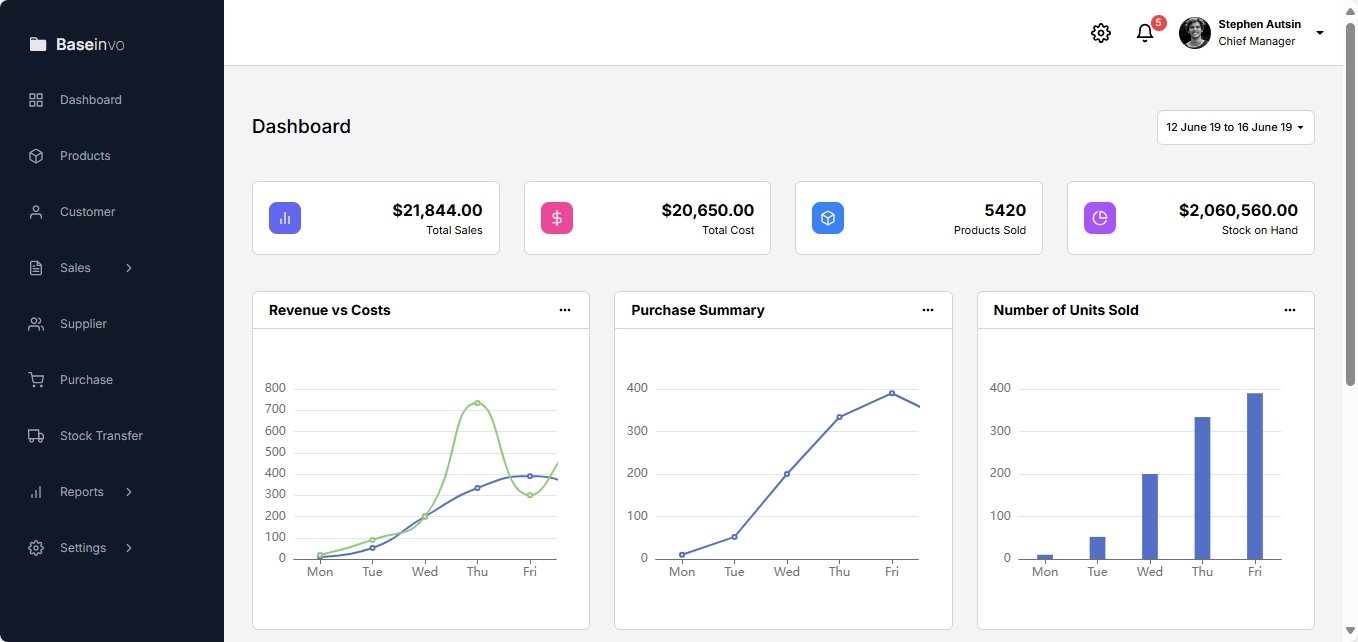 Baseinvo
Dashboard
Products
Customer
Sales
Supplier
Purchase
Stock Transfer
Reports
Settings
5
Stephen Autsin
Chief Manager
Dashboard
12 June 19 to 16 June 19
$21,844.00
Total Sales
$20,650.00
Total Cost
5420
Products Sold
$2,060,560.00
Stock on Hand
Revenue vs Costs
800
700
600
500
400
300
200
100
0
Mon Tue Wed Thu Fri
Purchase Summary
400
300
200
100
0
Mon Tue Wed Thu Fri
Number of Units Sold
400
300
200
100
0
Mon Tue Wed Thu Fri